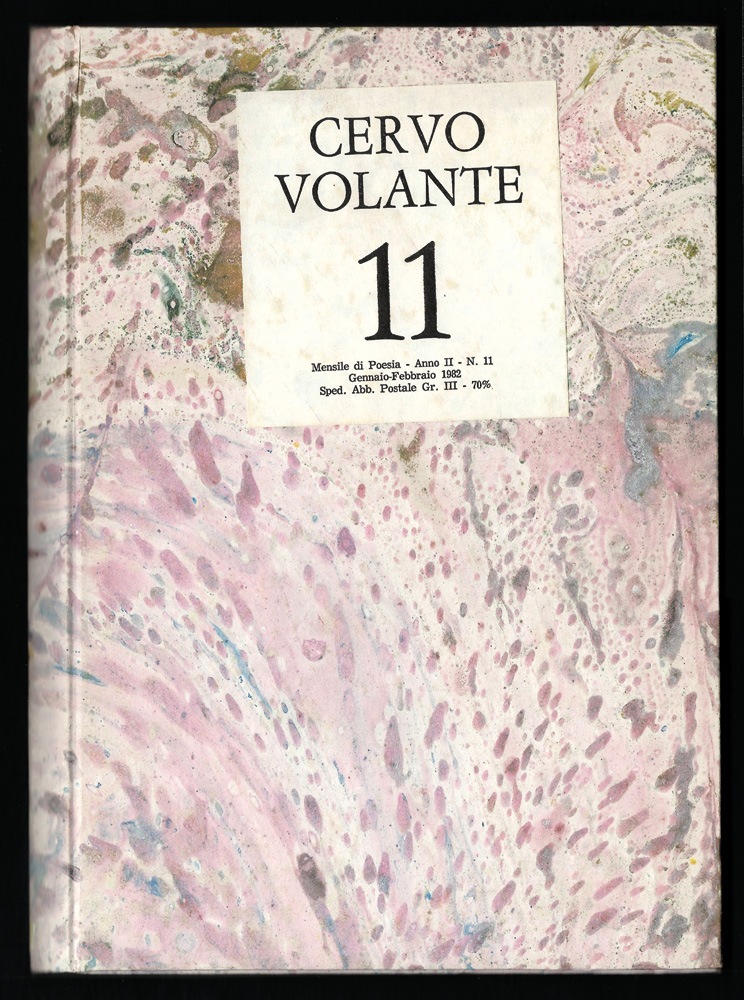 CERVO
VOLANTE
11
Mensile di Poesia - Anno II - N. 11
Gennaio-Febbraio 1982
Sped. Abb. Postale Gr. III - 70%